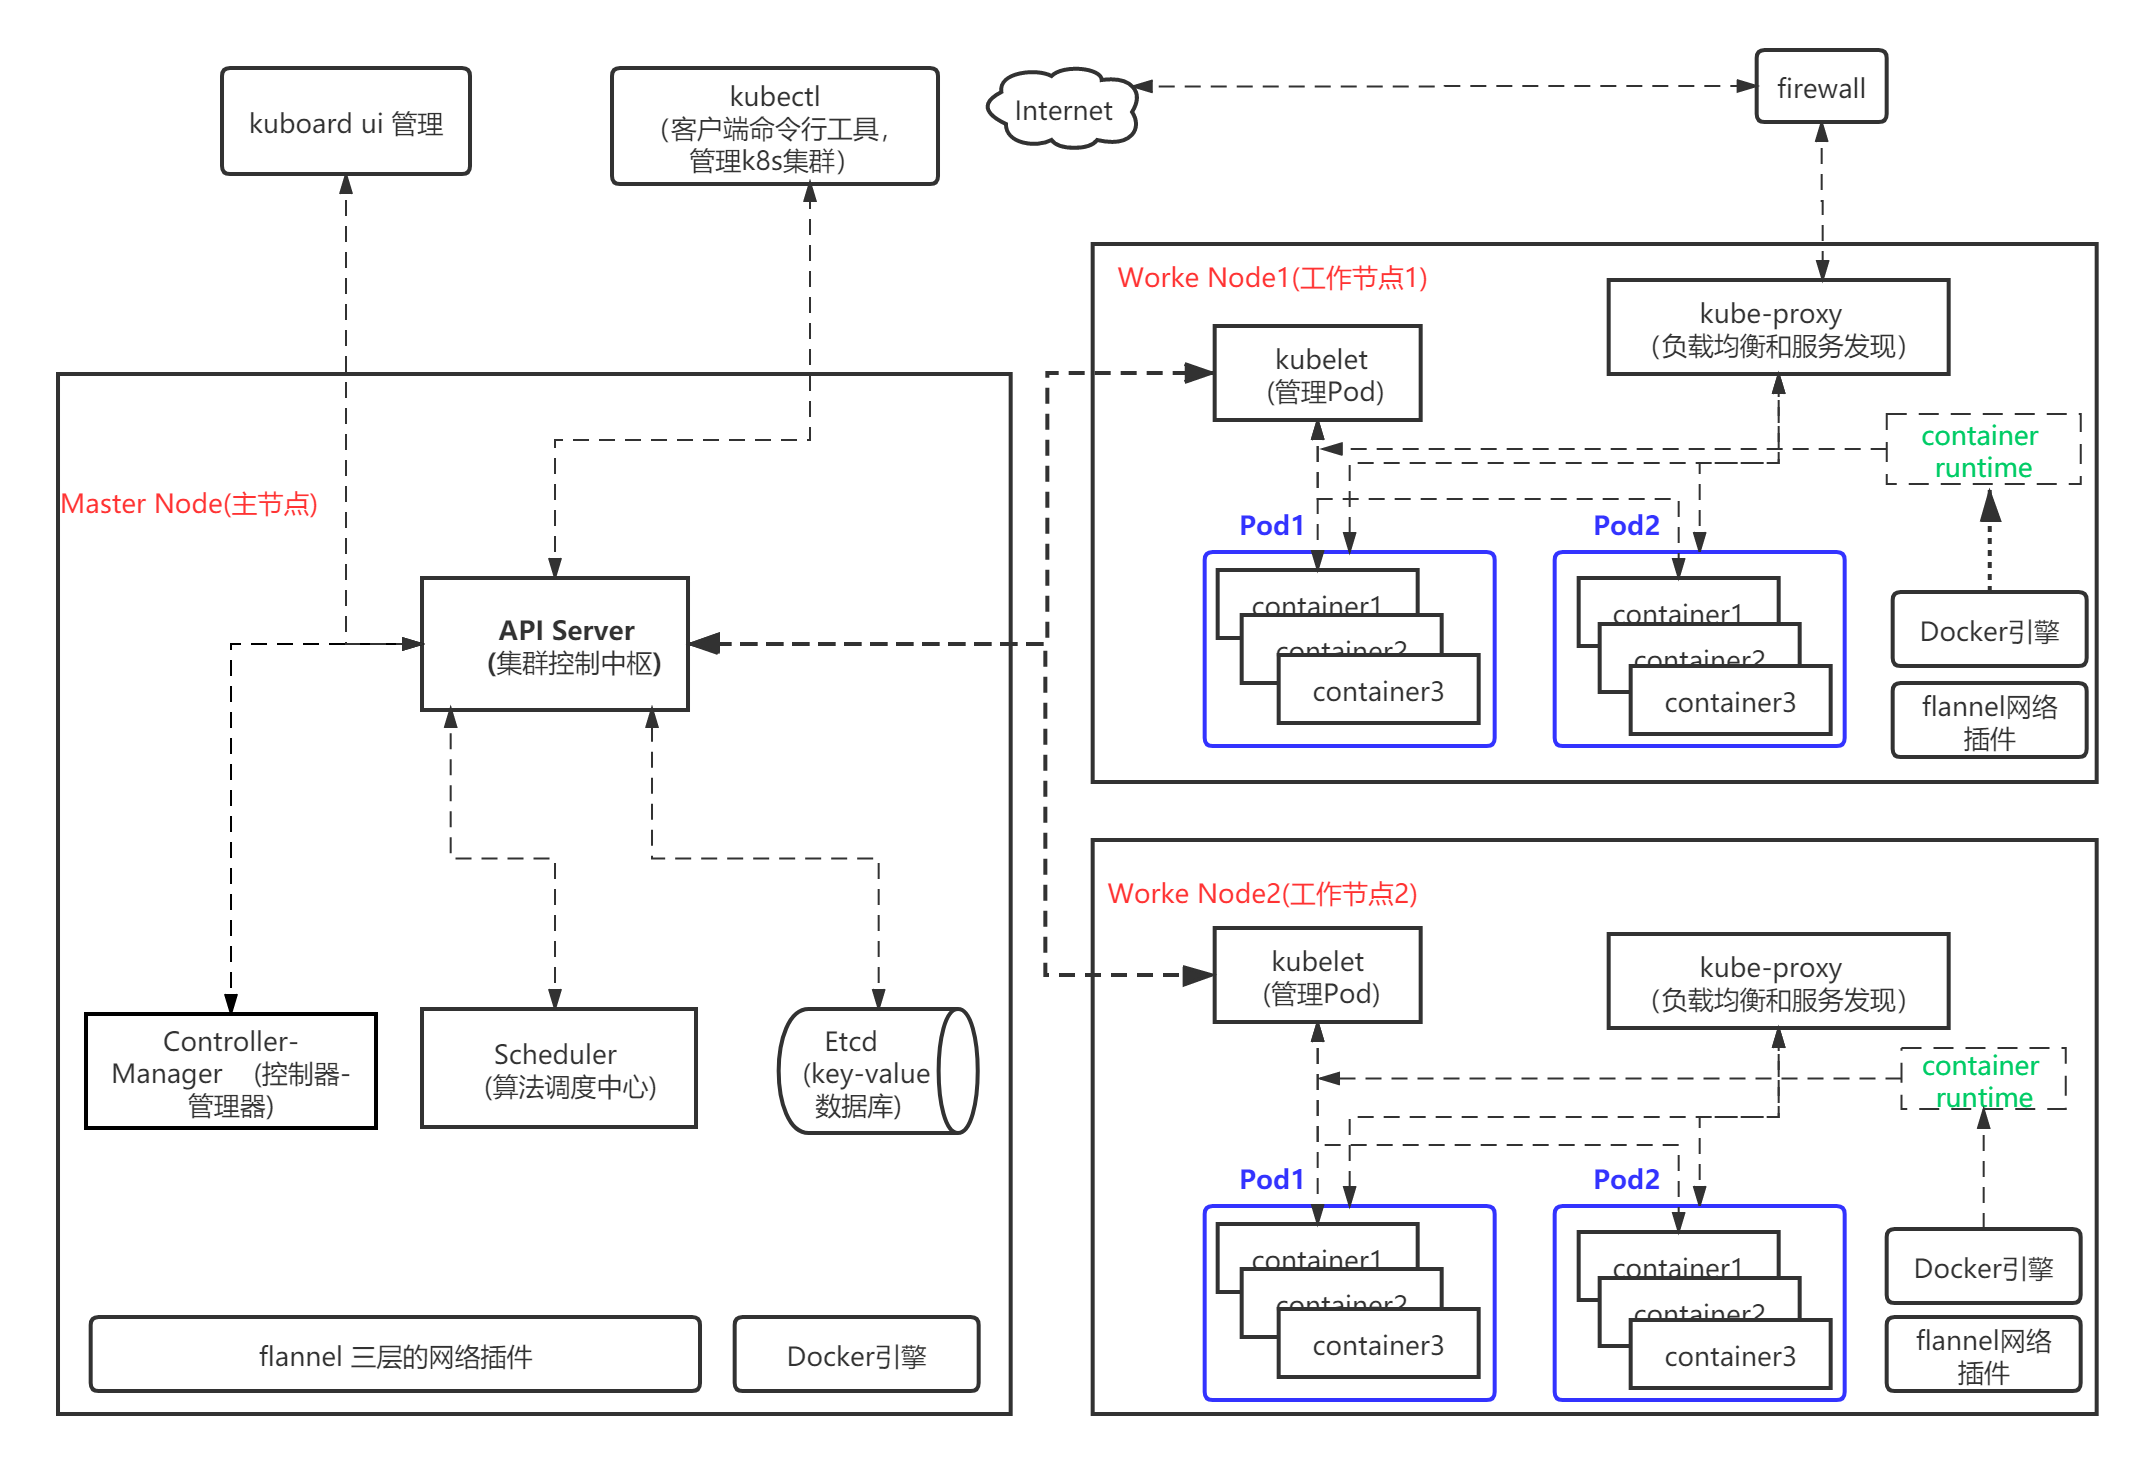 kuboard ui 管理
kubectl
（客户端命令行工具，
管理k8s集群）
Internet
firewall
Master Node(主节点)
API Server
(集群控制中枢)
Controller-
Manager (控制器-
管理器)
Scheduler
(算法调度中心)
Etcd
(key-value
数据库)
flannel 三层的网络插件
Docker引擎
Worke Node1(工作节点1)
kubelet
(管理Pod)
kube-proxy
（负载均衡和服务发现）
container
runtime
Pod1
container1
container2
container3
Pod2
container1
container2
container3
Docker引擎
flannel网络
插件
Worke Node2(工作节点2)
kubelet
(管理Pod)
kube-proxy
（负载均衡和服务发现）
container
runtime
Pod1
container1
container2
container3
Pod2
container1
container2
container3
Docker引擎
flannel网络
插件